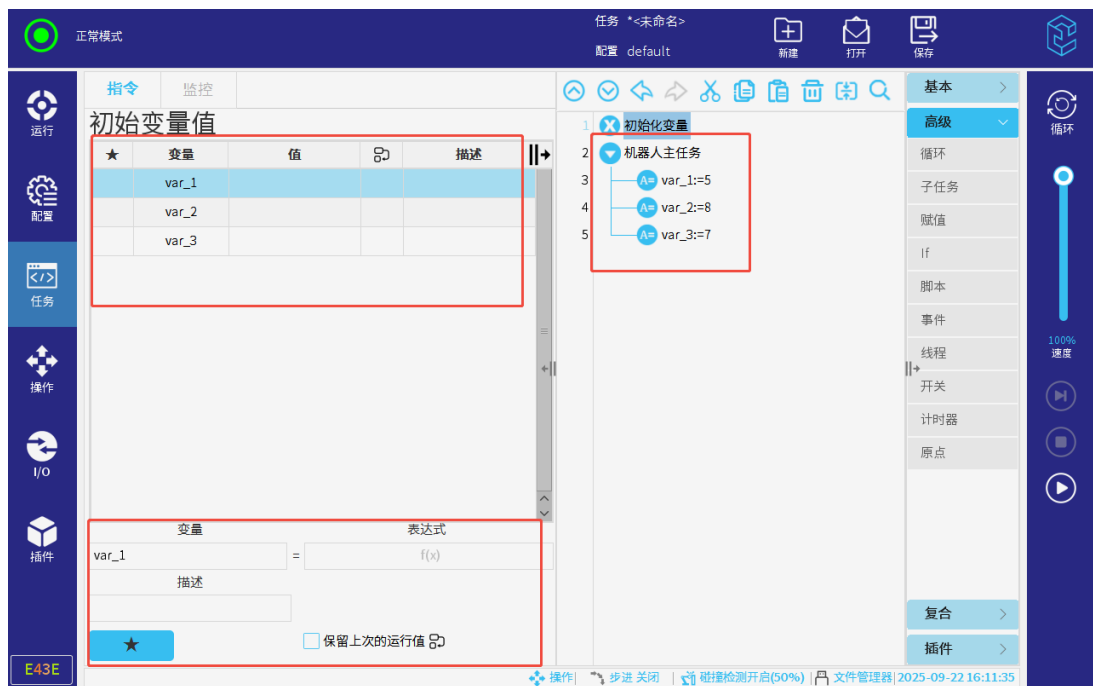 正常模式
任务 *<未命名>
配置 default
新建
打开
保存
运行
配置
任务
操作
I/O
插件
E43E
指令
监控
初始变量值
★ 变量 值 描述
var_1
var_2
var_3
变量 表达式
var_1 = f(x)
描述
★
保留上次的运行值
1 初始化变量
2 机器人主任务
3 A= var_1:=5
4 A= var_2:=8
5 A= var_3:=7
基本
高级
循环
子任务
赋值
If
脚本
事件
线程
开关
计时器
原点
复合
插件
循环
100%
速度
操作| 步进 关闭 | 碰撞检测开启(50%) | 文件管理器| 2025-09-22 16:11:35